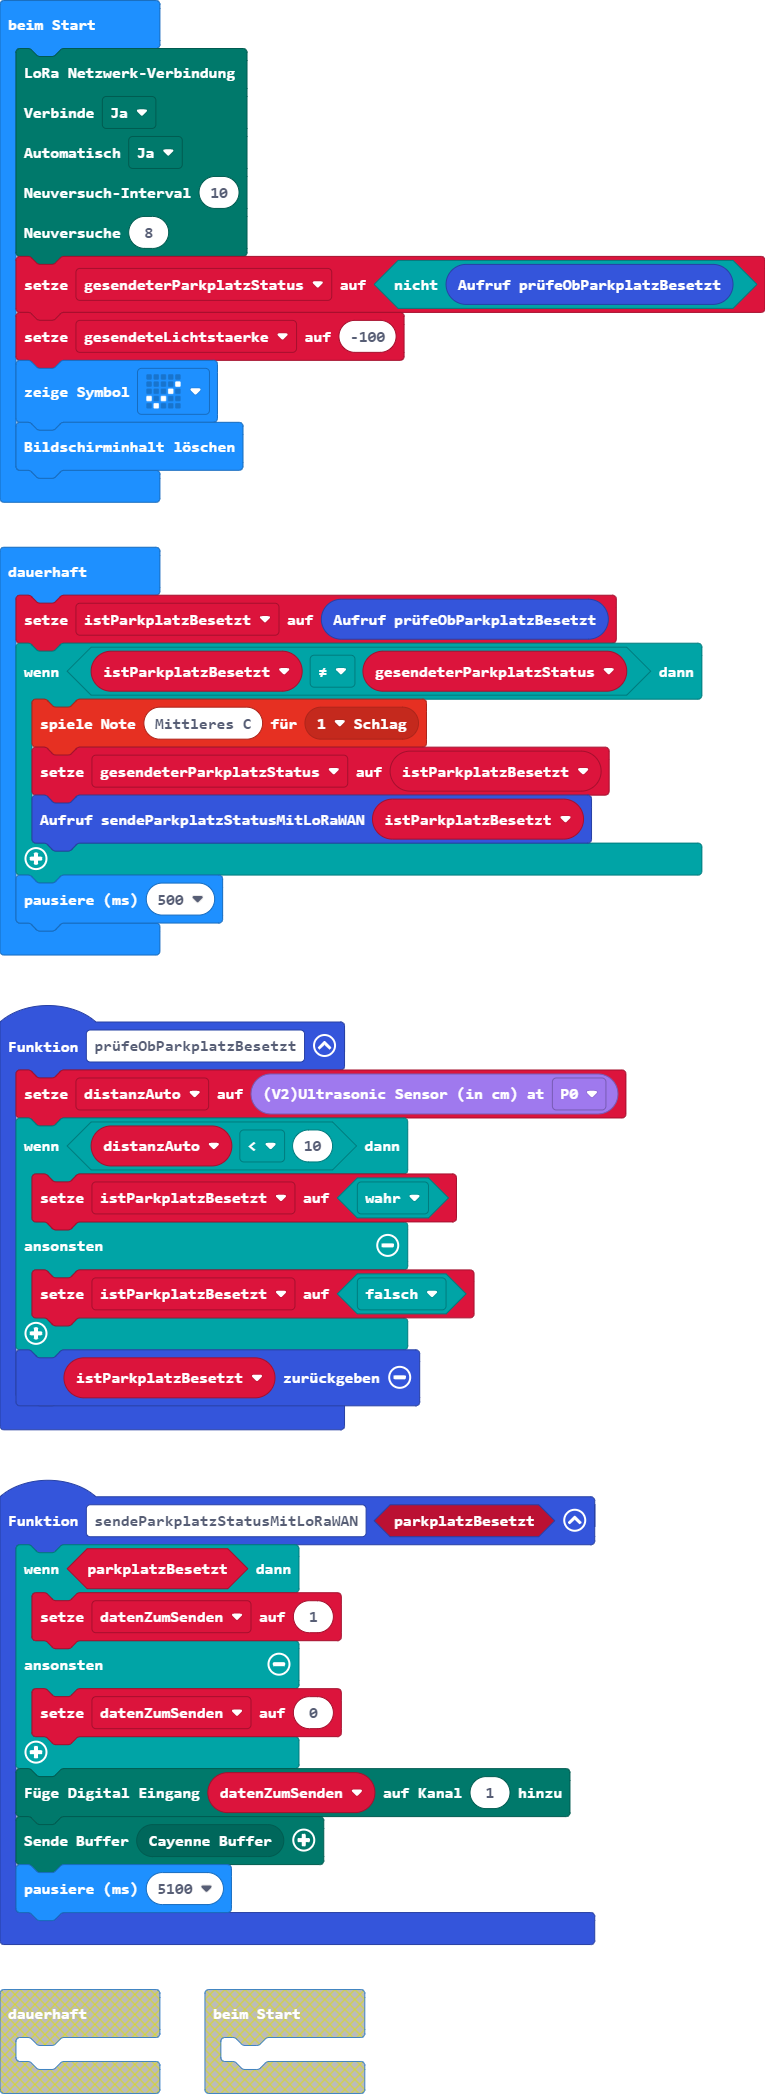 beim Start
LoRa Netzwerk-Verbindung
Verbinde Ja
Automatisch Ja
Neuversuch-Interval 10
Neuversuche 8
setze gesendeterParkplatzStatus auf nicht Aufruf prüfeObParkplatzBesetzt
setze gesendeteLichtstaerke auf -100
zeige Symbol
Bildschirminhalt löschen
dauerhaft
setze istParkplatzBesetzt auf Aufruf prüfeObParkplatzBesetzt
wenn istParkplatzBesetzt ≠ gesendeterParkplatzStatus dann
spiele Note Mittleres C für 1 Schlag
setze gesendeterParkplatzStatus auf istParkplatzBesetzt
Aufruf sendeParkplatzStatusMitLoRaWAN istParkplatzBesetzt
pausiere (ms) 500
Funktion prüfeObParkplatzBesetzt
setze distanzAuto auf (V2)Ultrasonic Sensor (in cm) at P0
wenn distanzAuto < 10 dann
setze istParkplatzBesetzt auf wahr
ansonsten
setze istParkplatzBesetzt auf falsch
istParkplatzBesetzt zurückgeben
Funktion sendeParkplatzStatusMitLoRaWAN parkplatzBesetzt
wenn parkplatzBesetzt dann
setze datenZumSenden auf 1
ansonsten
setze datenZumSenden auf 0
Füge Digital Eingang datenZumSenden auf Kanal 1 hinzu
Sende Buffer Cayenne Buffer
pausiere (ms) 5100
dauerhaft beim Start